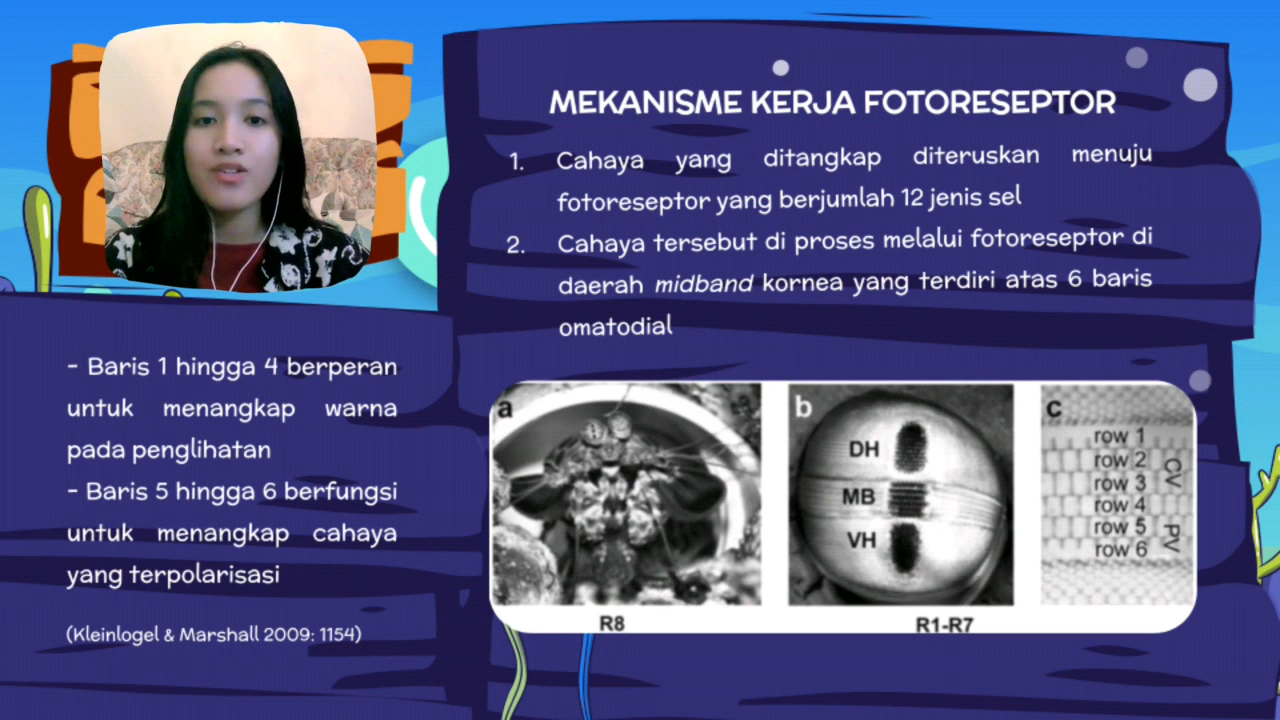 MEKANISME KERJA FOTORESEPTOR
1. Cahaya yang ditangkap diteruskan menuju
fotoreseptor yang berjumlah 12 jenis sel
2. Cahaya tersebut di proses melalui fotoreseptor di
daerah midband kornea yang terdiri atas 6 baris
omatodial
- Baris 1 hingga 4 berperan
untuk menangkap warna
pada penglihatan
- Baris 5 hingga 6 berfungsi
untuk menangkap cahaya
yang terpolarisasi
(Kleinlogel & Marshall 2009: 1154)
a
b
DH
MB
VH
c
row 1
row 2
row 3
row 4
row 5
row 6
CV
PV
R8
R1-R7